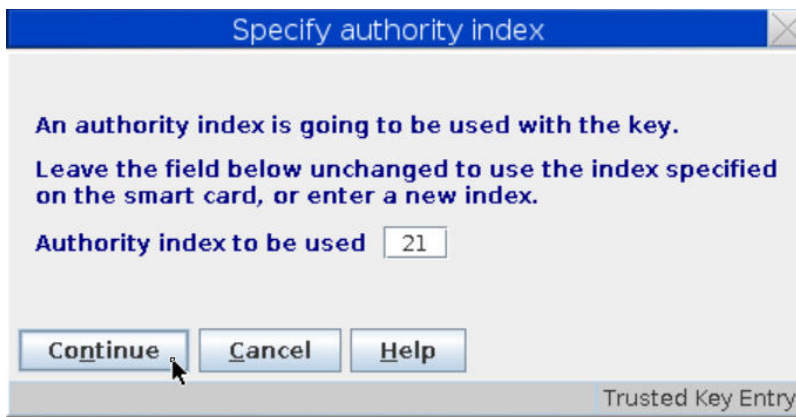 Specify authority index
An authority index is going to be used with the key.
Leave the field below unchanged to use the index specified
on the smart card, or enter a new index.
Authority index to be used 21
Continue Cancel Help
Trusted Key Entry